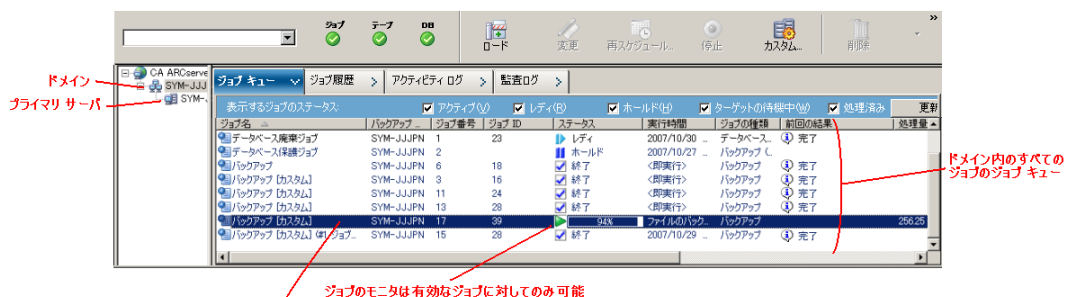 ジョブ テープ DB
ロード 変更 再スケジュール... 停止 カスタム... 削除 »
ドメイン
プライマリ サーバ
CA ARCserve
SYM-JJJ
SYM-
ジョブ キュー ジョブ履歴 > アクティビティ ログ > 監査ログ >
表示するジョブのステータス: アクティブ(V) レディ(R) ホールド(H) ターゲットの待機中(W) 処理済み 更新
ジョブ名 バックアップ... ジョブ番号 ジョブ ID ステータス 実行時間 ジョブの種類 前回の結果 処理量
データベース廃棄ジョブ SYM-JJJPN 1 23 レディ 2007/10/30 データベース... 完了
データベース保護ジョブ SYM-JJJPN 2 ホールド 2007/10/27 ... バックアップ (..
バックアップ SYM-JJJPN 6 18 終了 <即実行> バックアップ 完了
バックアップ [カスタム] SYM-JJJPN 3 16 終了 <即実行> バックアップ 完了
バックアップ [カスタム] SYM-JJJPN 11 24 終了 <即実行> バックアップ 完了
バックアップ [カスタム] SYM-JJJPN 13 28 終了 <即実行> バックアップ 完了
バックアップ [カスタム] SYM-JJJPN 17 39 94% ファイルのバック... バックアップ 256.25
バックアップ [カスタム] (#1, ジョブ... SYM-JJJPN 15 28 終了 2007/10/29 ... バックアップ 完了
ドメイン内のすべての
ジョブのジョブ キュー
ジョブのモニタは有効なジョブに対してのみ可能